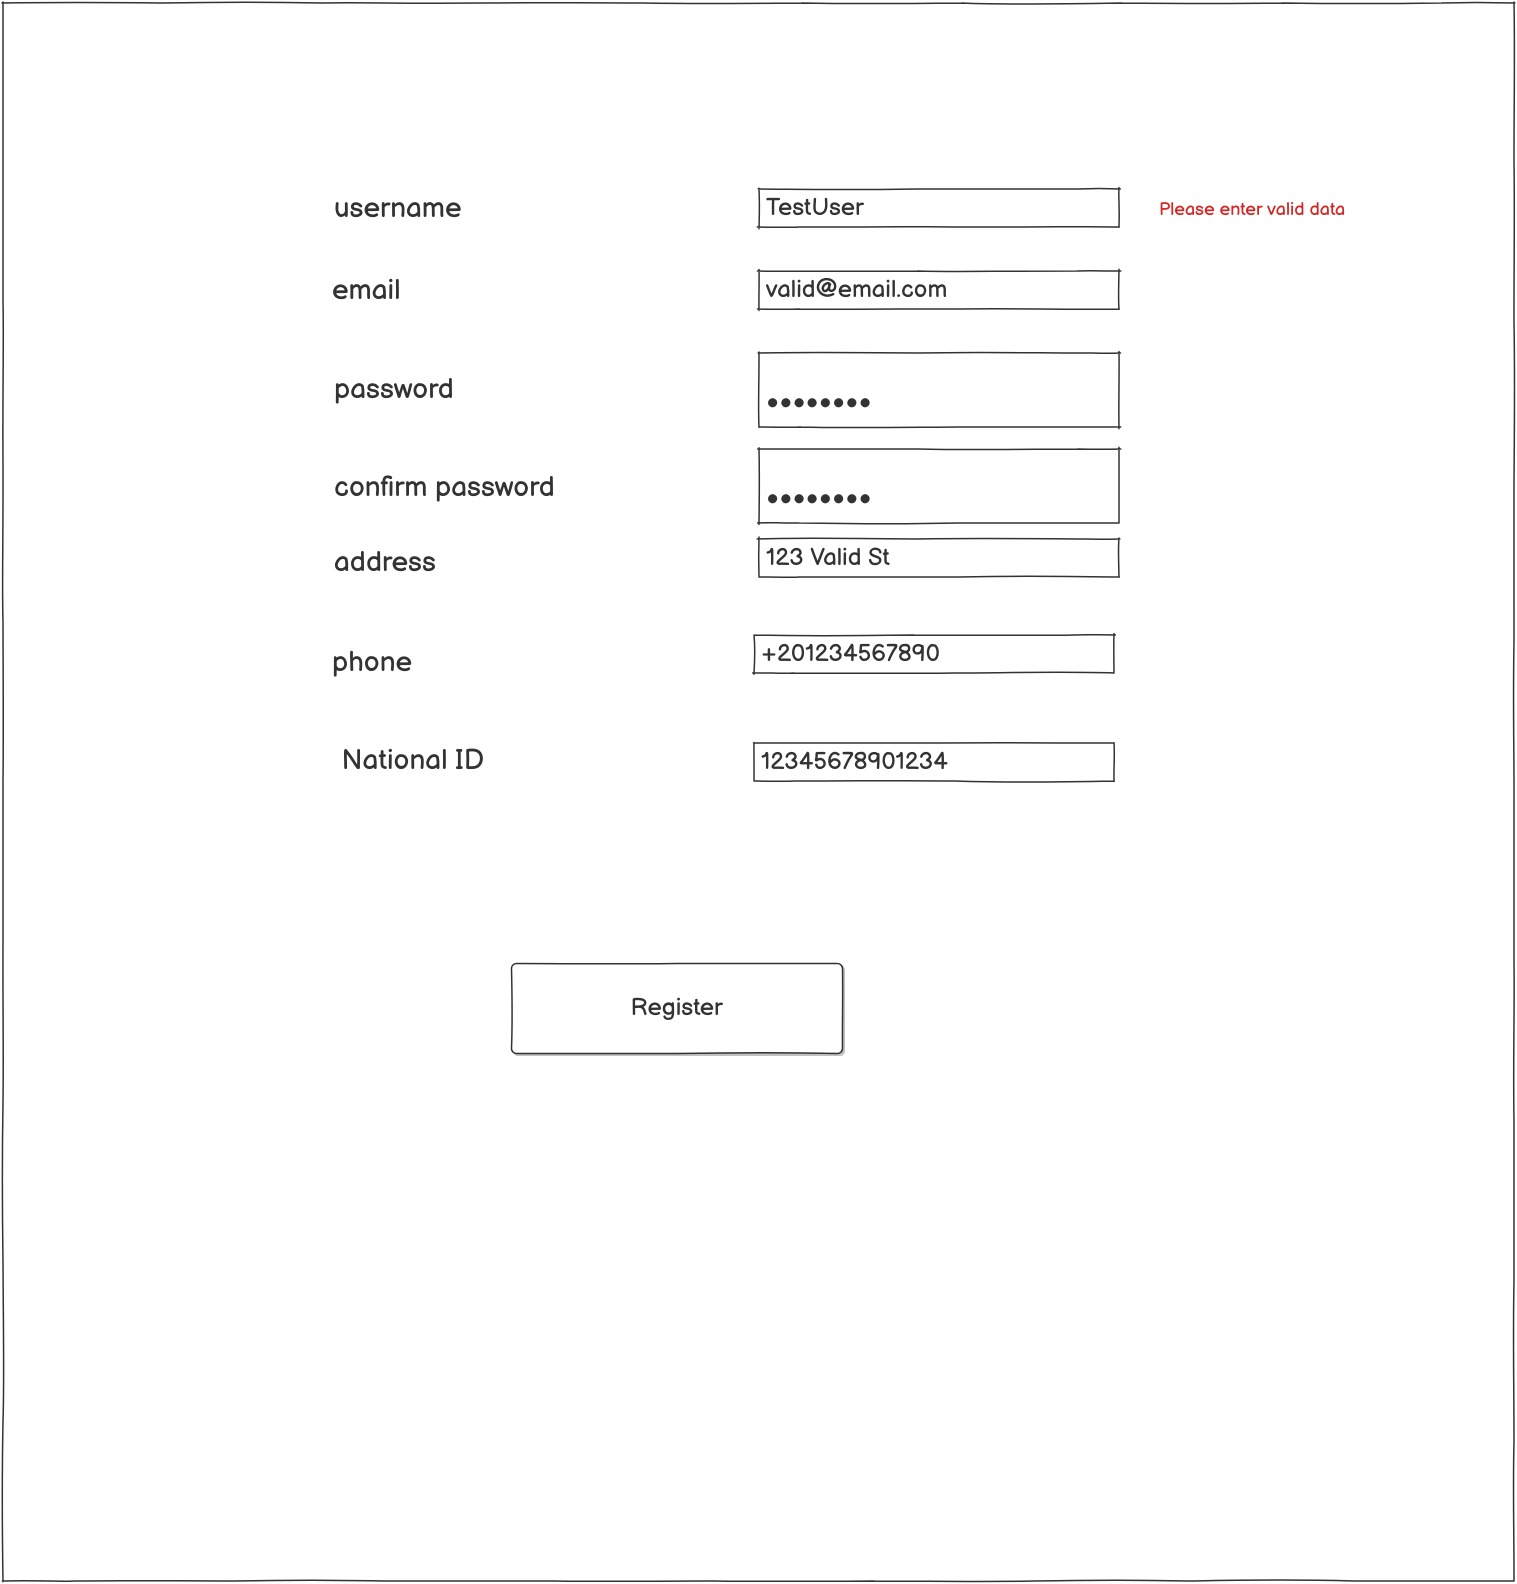 username TestUser Please enter valid data
email valid@email.com
password ••••••••
confirm password ••••••••
address 123 Valid St
phone +201234567890
National ID 12345678901234
Register